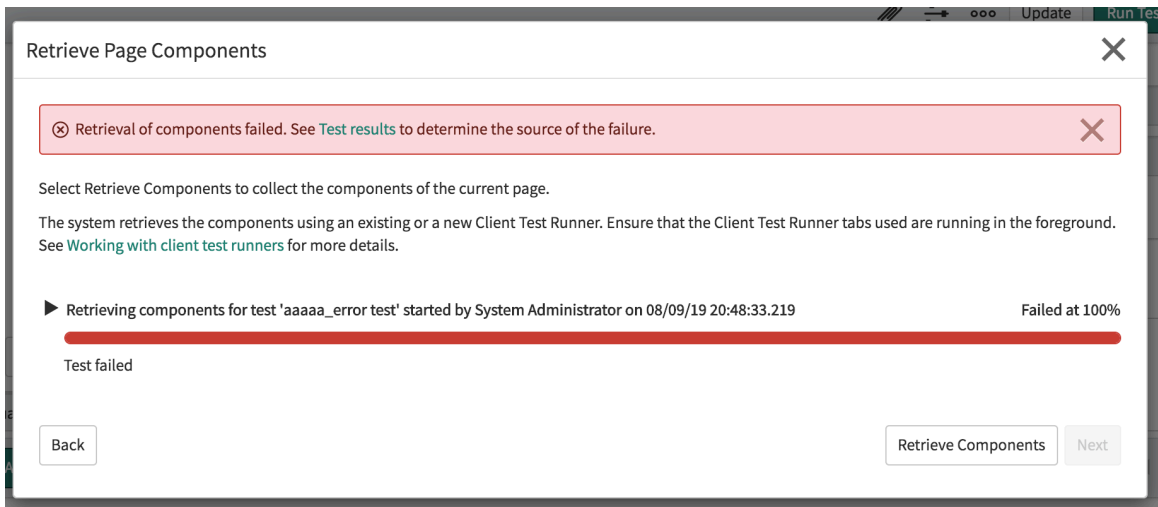 Update
Run Tes
Retrieve Page Components
Retrieval of components failed. See Test results to determine the source of the failure.
Select Retrieve Components to collect the components of the current page.
The system retrieves the components using an existing or a new Client Test Runner. Ensure that the Client Test Runner tabs used are running in the foreground.
See Working with client test runners for more details.
Retrieving components for test 'aaaaa_error test' started by System Administrator on 08/09/19 20:48:33.219 Failed at 100%
Test failed
Back Retrieve Components Next